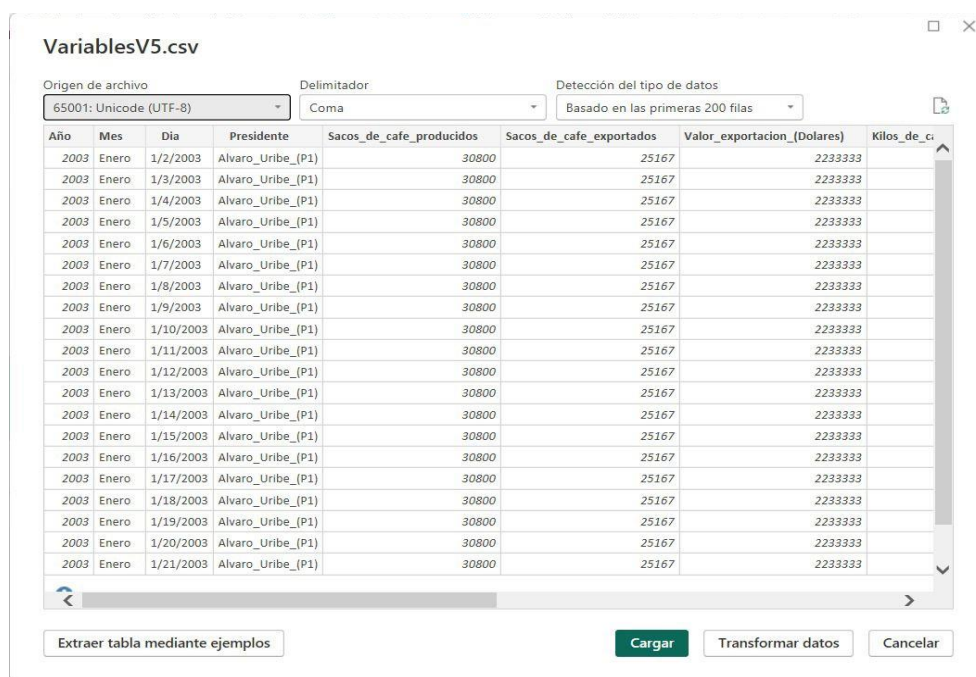 VariablesV5.csv
Origen de archivo Delimitador Detección del tipo de datos
65001: Unicode (UTF-8) Coma Basado en las primeras 200 filas
Año Mes Dia Presidente Sacos_de_cafe_producidos Sacos_de_cafe_exportados Valor_exportacion_(Dolares) Kilos_de_c
2003 Enero 1/2/2003 Alvaro_Uribe_(P1) 30800 25167 2233333
2003 Enero 1/3/2003 Alvaro_Uribe_(P1) 30800 25167 2233333
2003 Enero 1/4/2003 Alvaro_Uribe_(P1) 30800 25167 2233333
2003 Enero 1/5/2003 Alvaro_Uribe_(P1) 30800 25167 2233333
2003 Enero 1/6/2003 Alvaro_Uribe_(P1) 30800 25167 2233333
2003 Enero 1/7/2003 Alvaro_Uribe_(P1) 30800 25167 2233333
2003 Enero 1/8/2003 Alvaro_Uribe_(P1) 30800 25167 2233333
2003 Enero 1/9/2003 Alvaro_Uribe_(P1) 30800 25167 2233333
2003 Enero 1/10/2003 Alvaro_Uribe_(P1) 30800 25167 2233333
2003 Enero 1/11/2003 Alvaro_Uribe_(P1) 30800 25167 2233333
2003 Enero 1/12/2003 Alvaro_Uribe_(P1) 30800 25167 2233333
2003 Enero 1/13/2003 Alvaro_Uribe_(P1) 30800 25167 2233333
2003 Enero 1/14/2003 Alvaro_Uribe_(P1) 30800 25167 2233333
2003 Enero 1/15/2003 Alvaro_Uribe_(P1) 30800 25167 2233333
2003 Enero 1/16/2003 Alvaro_Uribe_(P1) 30800 25167 2233333
2003 Enero 1/17/2003 Alvaro_Uribe_(P1) 30800 25167 2233333
2003 Enero 1/18/2003 Alvaro_Uribe_(P1) 30800 25167 2233333
2003 Enero 1/19/2003 Alvaro_Uribe_(P1) 30800 25167 2233333
2003 Enero 1/20/2003 Alvaro_Uribe_(P1) 30800 25167 2233333
2003 Enero 1/21/2003 Alvaro_Uribe_(P1) 30800 25167 2233333
Extraer tabla mediante ejemplos Cargar Transformar datos Cancelar